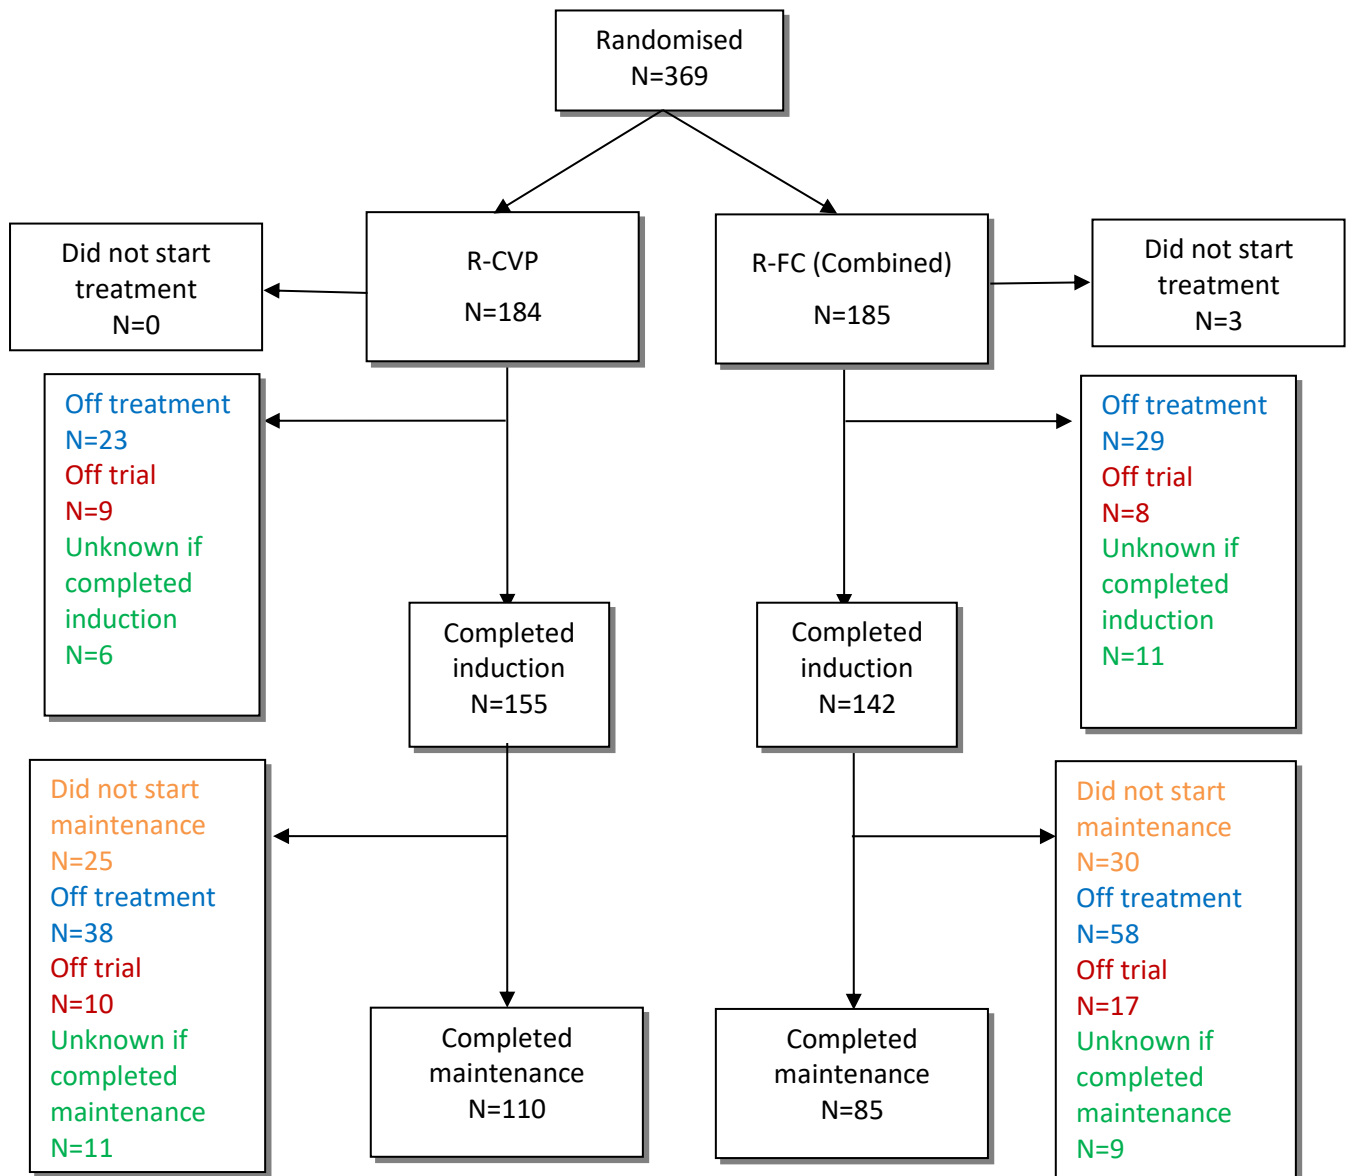 Randomised
N=369
R-CVP
N=184
R-FC (Combined)
N=185
Did not start
treatment
N=0
Did not start
treatment
N=3
Off treatment
N=23
Off trial
N=9
Unknown if
completed
induction
N=6
Off treatment
N=29
Off trial
N=8
Unknown if
completed
induction
N=11
Completed
induction
N=155
Completed
induction
N=142
Did not start
maintenance
N=25
Off treatment
N=38
Off trial
N=10
Unknown if
completed
maintenance
N=11
Did not start
maintenance
N=30
Off treatment
N=58
Off trial
N=17
Unknown if
completed
maintenance
N=9
Completed
maintenance
N=110
Completed
maintenance
N=85